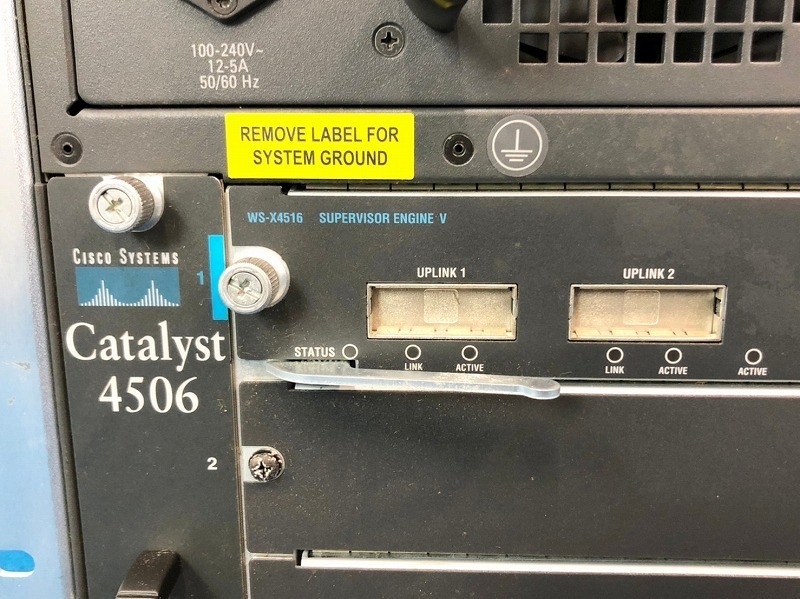 100-240V~
12-5A
50/60 Hz
REMOVE LABEL FOR
SYSTEM GROUND
WS-X4516 SUPERVISOR ENGINE V
CISCO SYSTEMS
1
UPLINK 1
UPLINK 2
Catalyst
4506
STATUS
LINK
ACTIVE
LINK
ACTIVE
ACTIVE
2